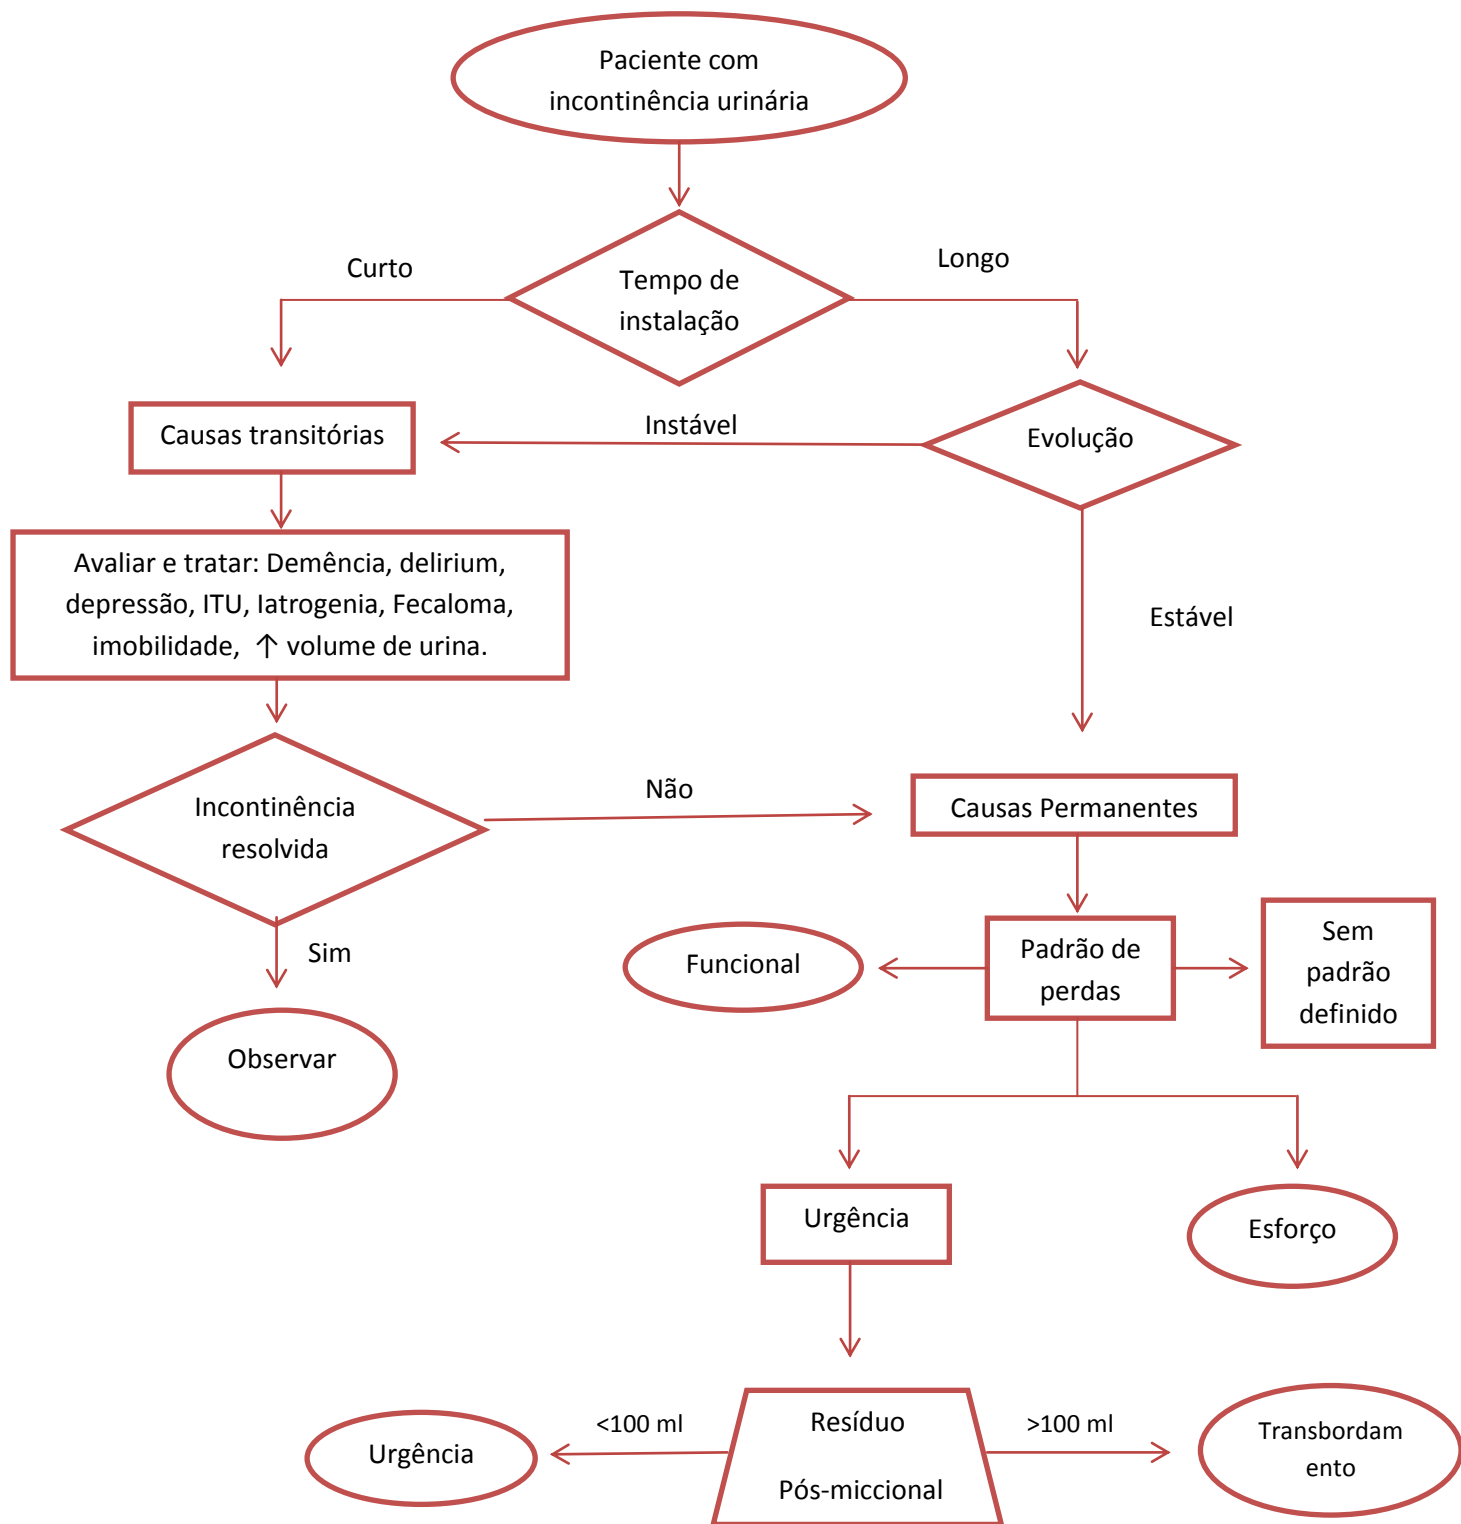 Paciente com
incontinência urinária
Curto
Longo
Tempo de
instalação
Causas transitórias
Instável
Evolução
Avaliar e tratar: Demência, delirium,
depressão, ITU, Iatrogenia, Fecaloma,
imobilidade, ↑ volume de urina.
Estável
Incontinência
resolvida
Não
Causas Permanentes
Sim
Funcional
Padrão de
perdas
Sem
padrão
definido
Observar
Urgência
Esforço
Urgência
<100 ml
Resíduo
Pós-miccional
>100 ml
Transbordam
ento